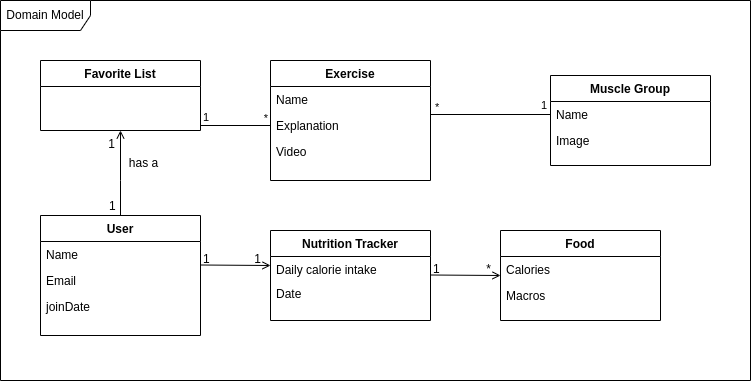 Domain Model
Favorite List
Exercise
Name
Explanation
Video
Muscle Group
Name
Image
1
*
*
1
1
has a
1
User
Name
Email
joinDate
1
1
Nutrition Tracker
Daily calorie intake
Date
1
*
Food
Calories
Macros